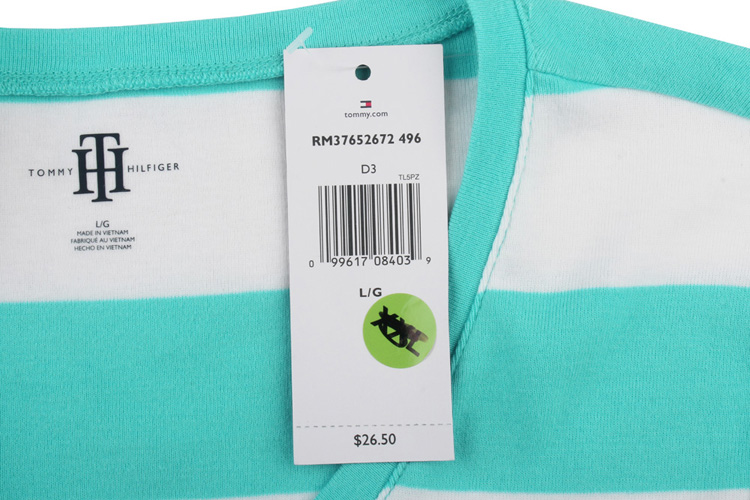 TOMMY TH HILFIGER
L/G
MADE IN VIETNAM
FABRIQUÉ AU VIETNAM
HECHO EN VIETNAM
tommy.com
RM37652672 496
D3
TL5PZ
0 99617 08403 9
L/G
$26.50